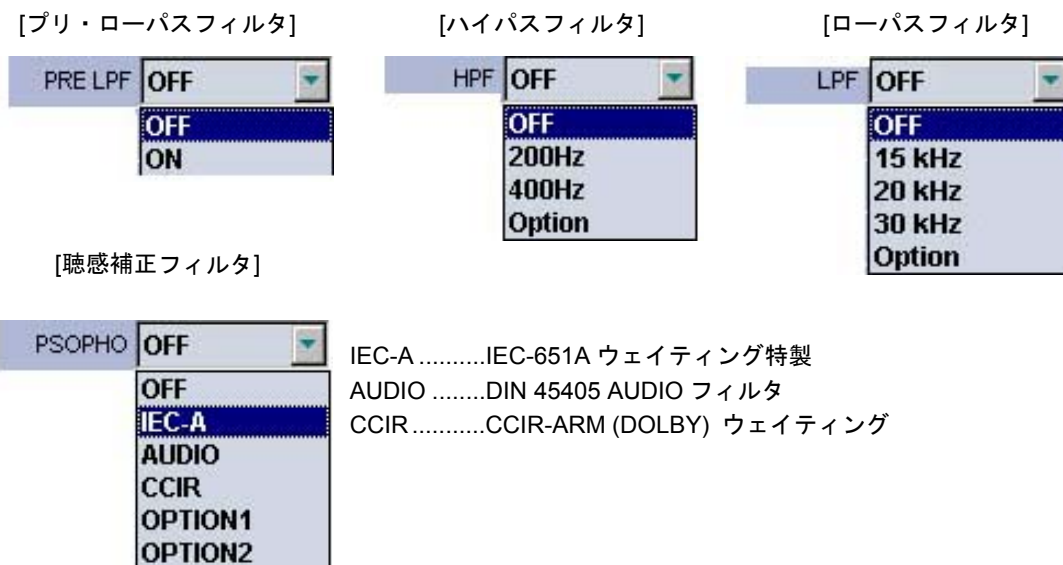 [プリ・ローパスフィルタ]
PRE LPF OFF
OFF
ON
[ハイパスフィルタ]
HPF OFF
OFF
200Hz
400Hz
Option
[ローパスフィルタ]
LPF OFF
OFF
15 kHz
20 kHz
30 kHz
Option
[聴感補正フィルタ]
PSOPHO OFF
OFF
IEC-A
AUDIO
CCIR
OPTION1
OPTION2
IEC-A ..........IEC-651A ウェイティング特製
AUDIO ........DIN 45405 AUDIO フィルタ
CCIR...........CCIR-ARM (DOLBY) ウェイティング